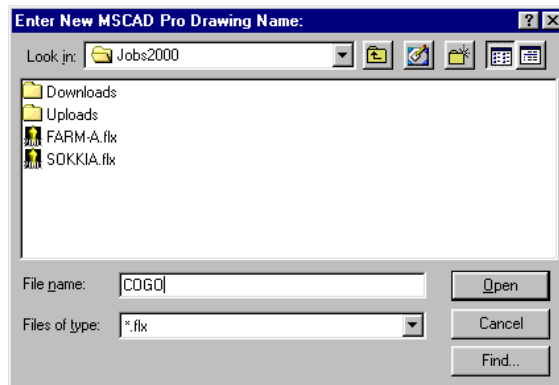 Enter New MSCAD Pro Drawing Name:
Look in: Jobs2000
Downloads
Uploads
FARM-A.flx
SOKKIA.flx
File name: COGO Open
Files of type: *.flx Cancel
Find...